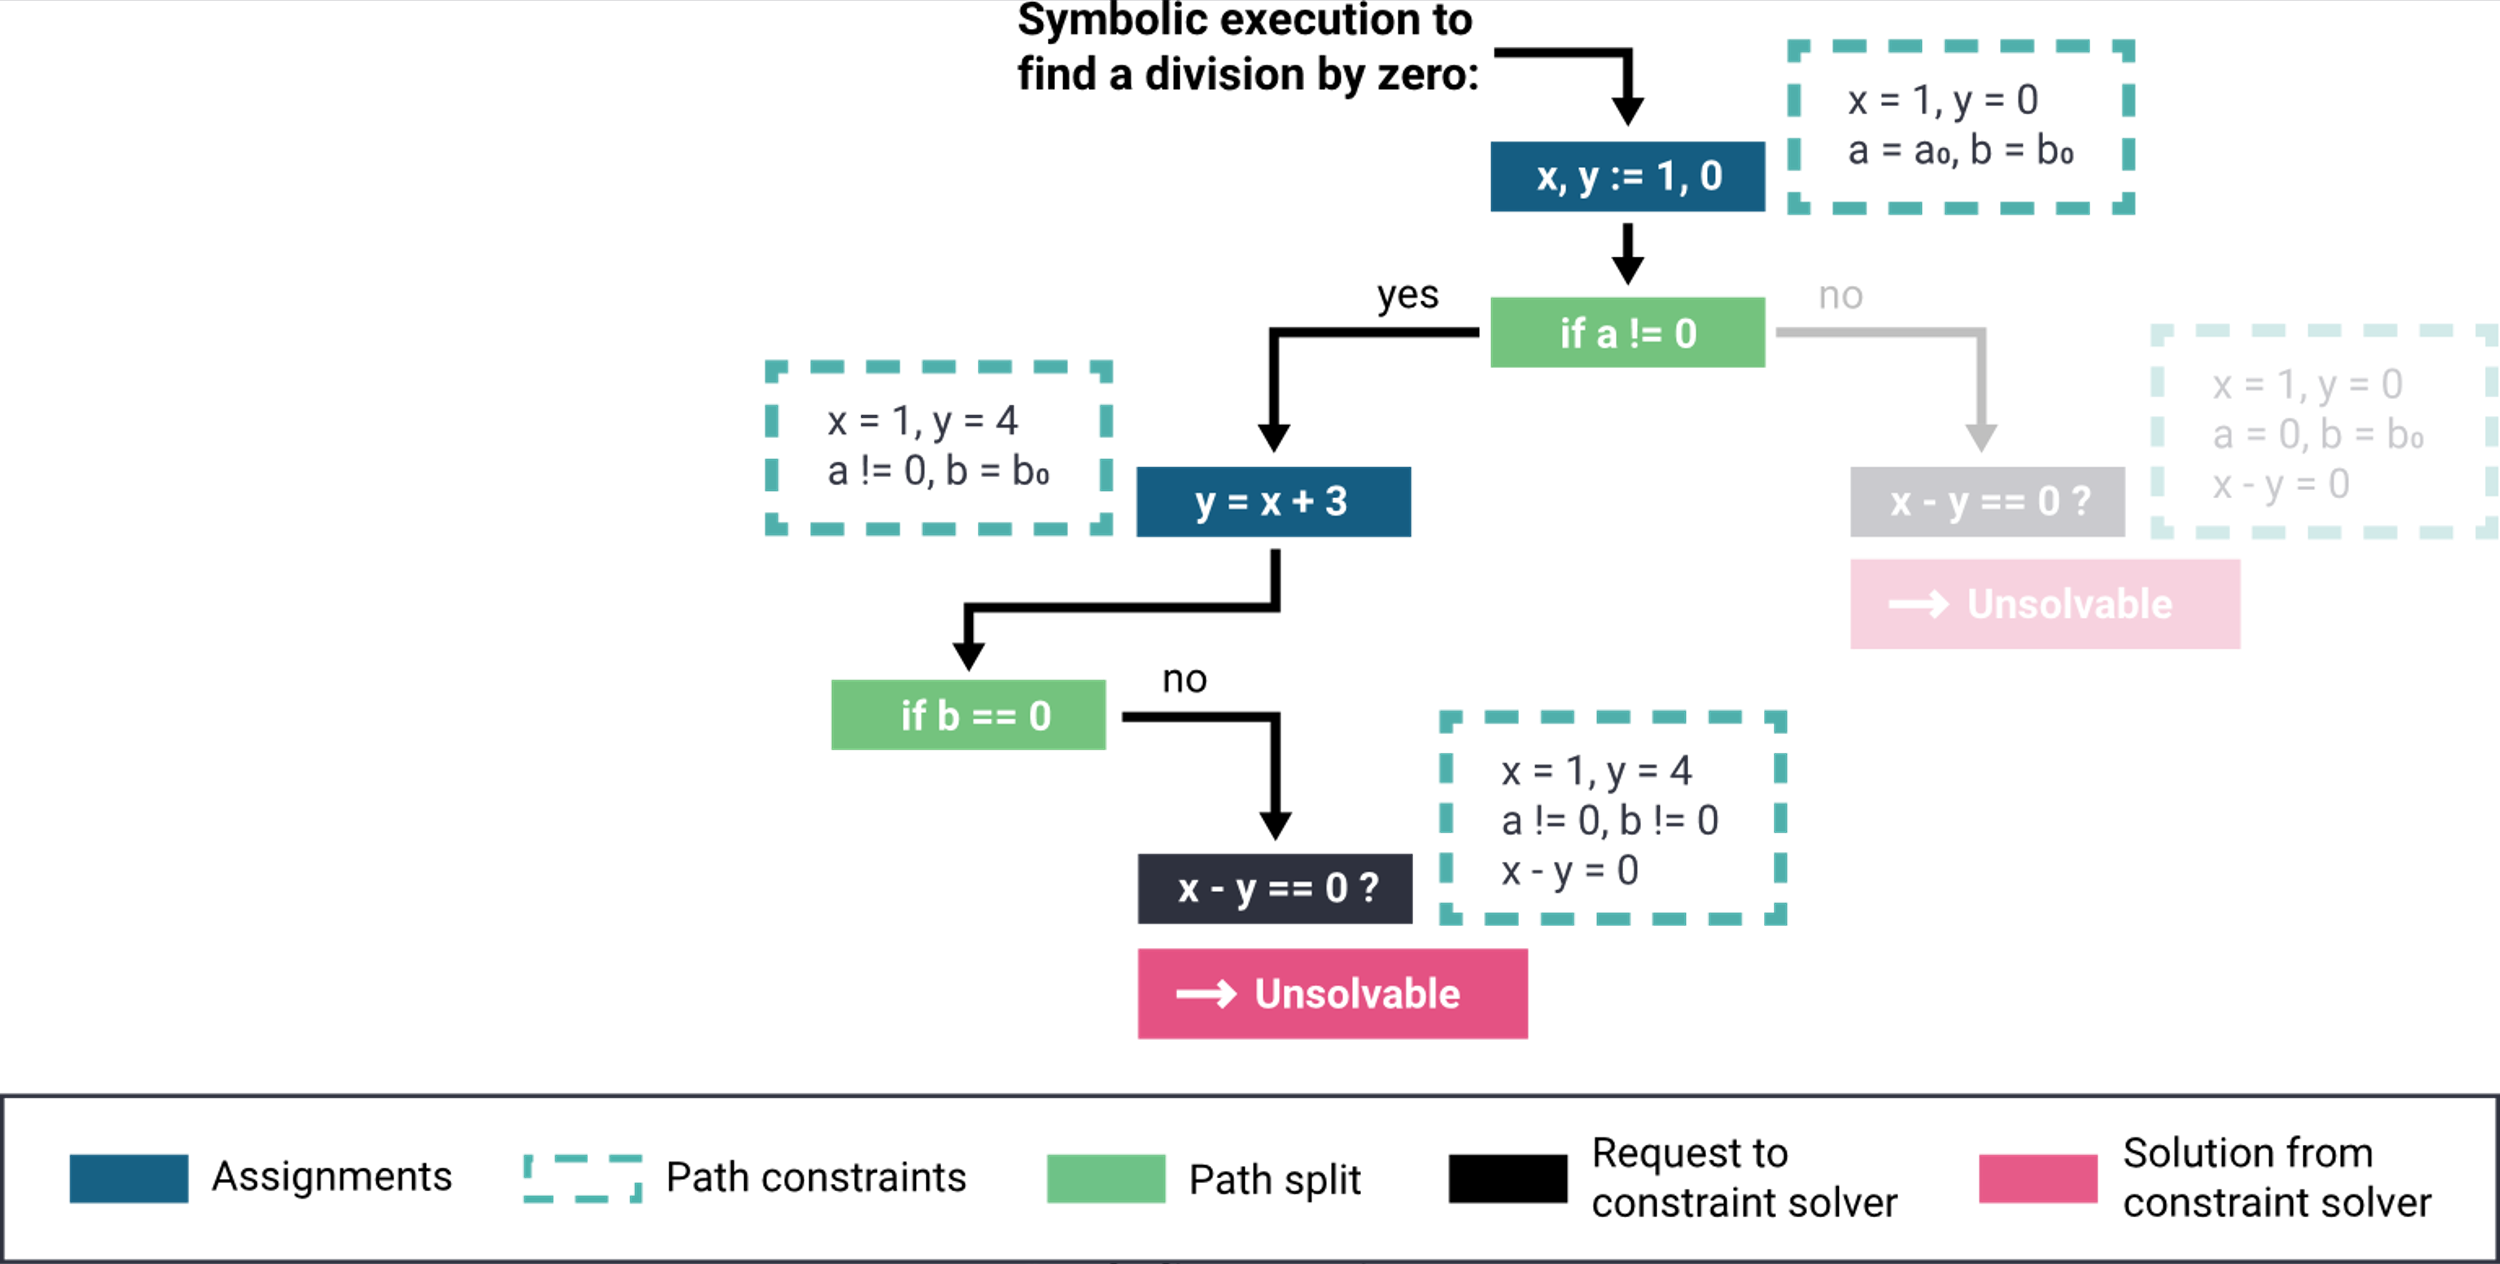 Symbolic execution to
find a division by zero:
x = 1, y = 0
a = a₀, b = b₀
x, y := 1, 0
yes
if a != 0
no
x = 1, y = 4
a != 0, b = b₀
y = x + 3
x = 1, y = 0
a = 0, b = b₀
x - y = 0
x - y == 0 ?
→ Unsolvable
if b == 0
no
x = 1, y = 4
a != 0, b != 0
x - y = 0
x - y == 0 ?
→ Unsolvable
Assignments
Path constraints
Path split
Request to
constraint solver
Solution from
constraint solver